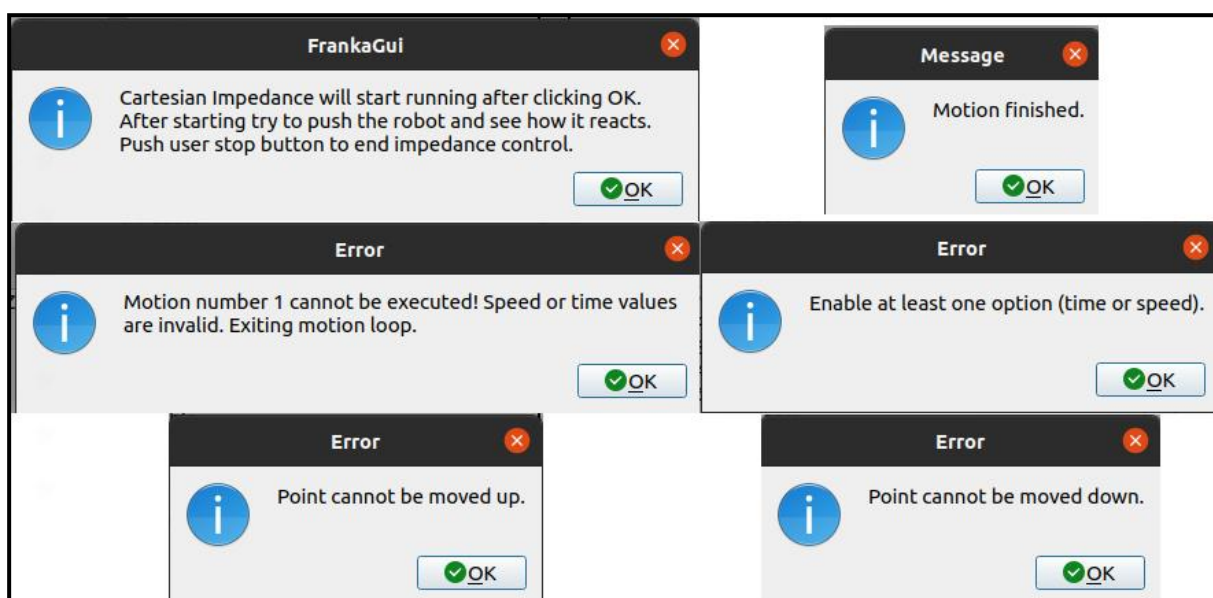 FrankaGui
Cartesian Impedance will start running after clicking OK.
After starting try to push the robot and see how it reacts.
Push user stop button to end impedance control.
OK
Message
Motion finished.
OK
Error
Motion number 1 cannot be executed! Speed or time values
are invalid. Exiting motion loop.
OK
Error
Enable at least one option (time or speed).
OK
Error
Point cannot be moved up.
OK
Error
Point cannot be moved down.
OK